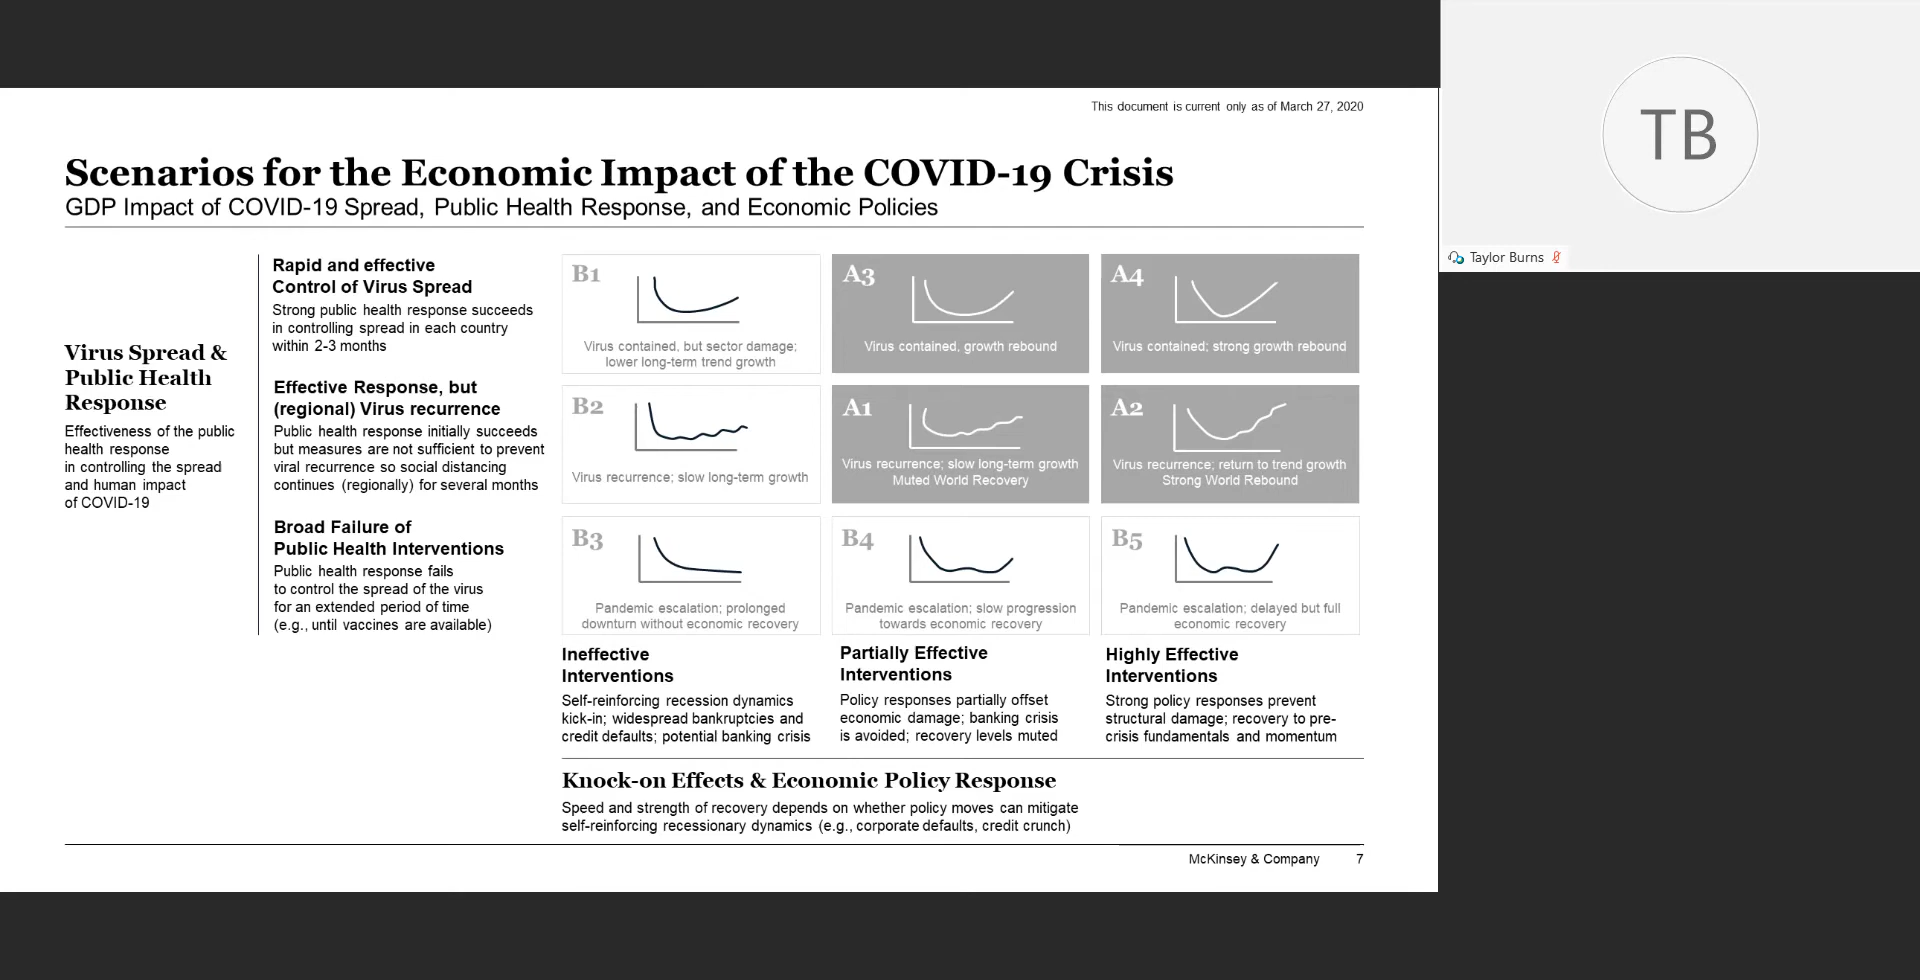 This document is current only as of March 27, 2020
TB
Taylor Burns
Scenarios for the Economic Impact of the COVID-19 Crisis
GDP Impact of COVID-19 Spread, Public Health Response, and Economic Policies
Virus Spread &
Public Health
Response
Effectiveness of the public
health response
in controlling the spread
and human impact
of COVID-19
Rapid and effective
Control of Virus Spread
Strong public health response succeeds
in controlling spread in each country
within 2-3 months
B1
Virus contained, but sector damage;
lower long-term trend growth
A3
Virus contained, growth rebound
A4
Virus contained; strong growth rebound
Effective Response, but
(regional) Virus recurrence
Public health response initially succeeds
but measures are not sufficient to prevent
viral recurrence so social distancing
continues (regionally) for several months
B2
Virus recurrence; slow long-term growth
A1
Virus recurrence; slow long-term growth
Muted World Recovery
A2
Virus recurrence; return to trend growth
Strong World Rebound
Broad Failure of
Public Health Interventions
Public health response fails
to control the spread of the virus
for an extended period of time
(e.g., until vaccines are available)
B3
Pandemic escalation; prolonged
downturn without economic recovery
B4
Pandemic escalation; slow progression
towards economic recovery
B5
Pandemic escalation; delayed but full
economic recovery
Ineffective
Interventions
Self-reinforcing recession dynamics
kick-in; widespread bankruptcies and
credit defaults; potential banking crisis
Partially Effective
Interventions
Policy responses partially offset
economic damage; banking crisis
is avoided; recovery levels muted
Highly Effective
Interventions
Strong policy responses prevent
structural damage; recovery to pre-
crisis fundamentals and momentum
Knock-on Effects & Economic Policy Response
Speed and strength of recovery depends on whether policy moves can mitigate
self-reinforcing recessionary dynamics (e.g., corporate defaults, credit crunch)
McKinsey & Company 7